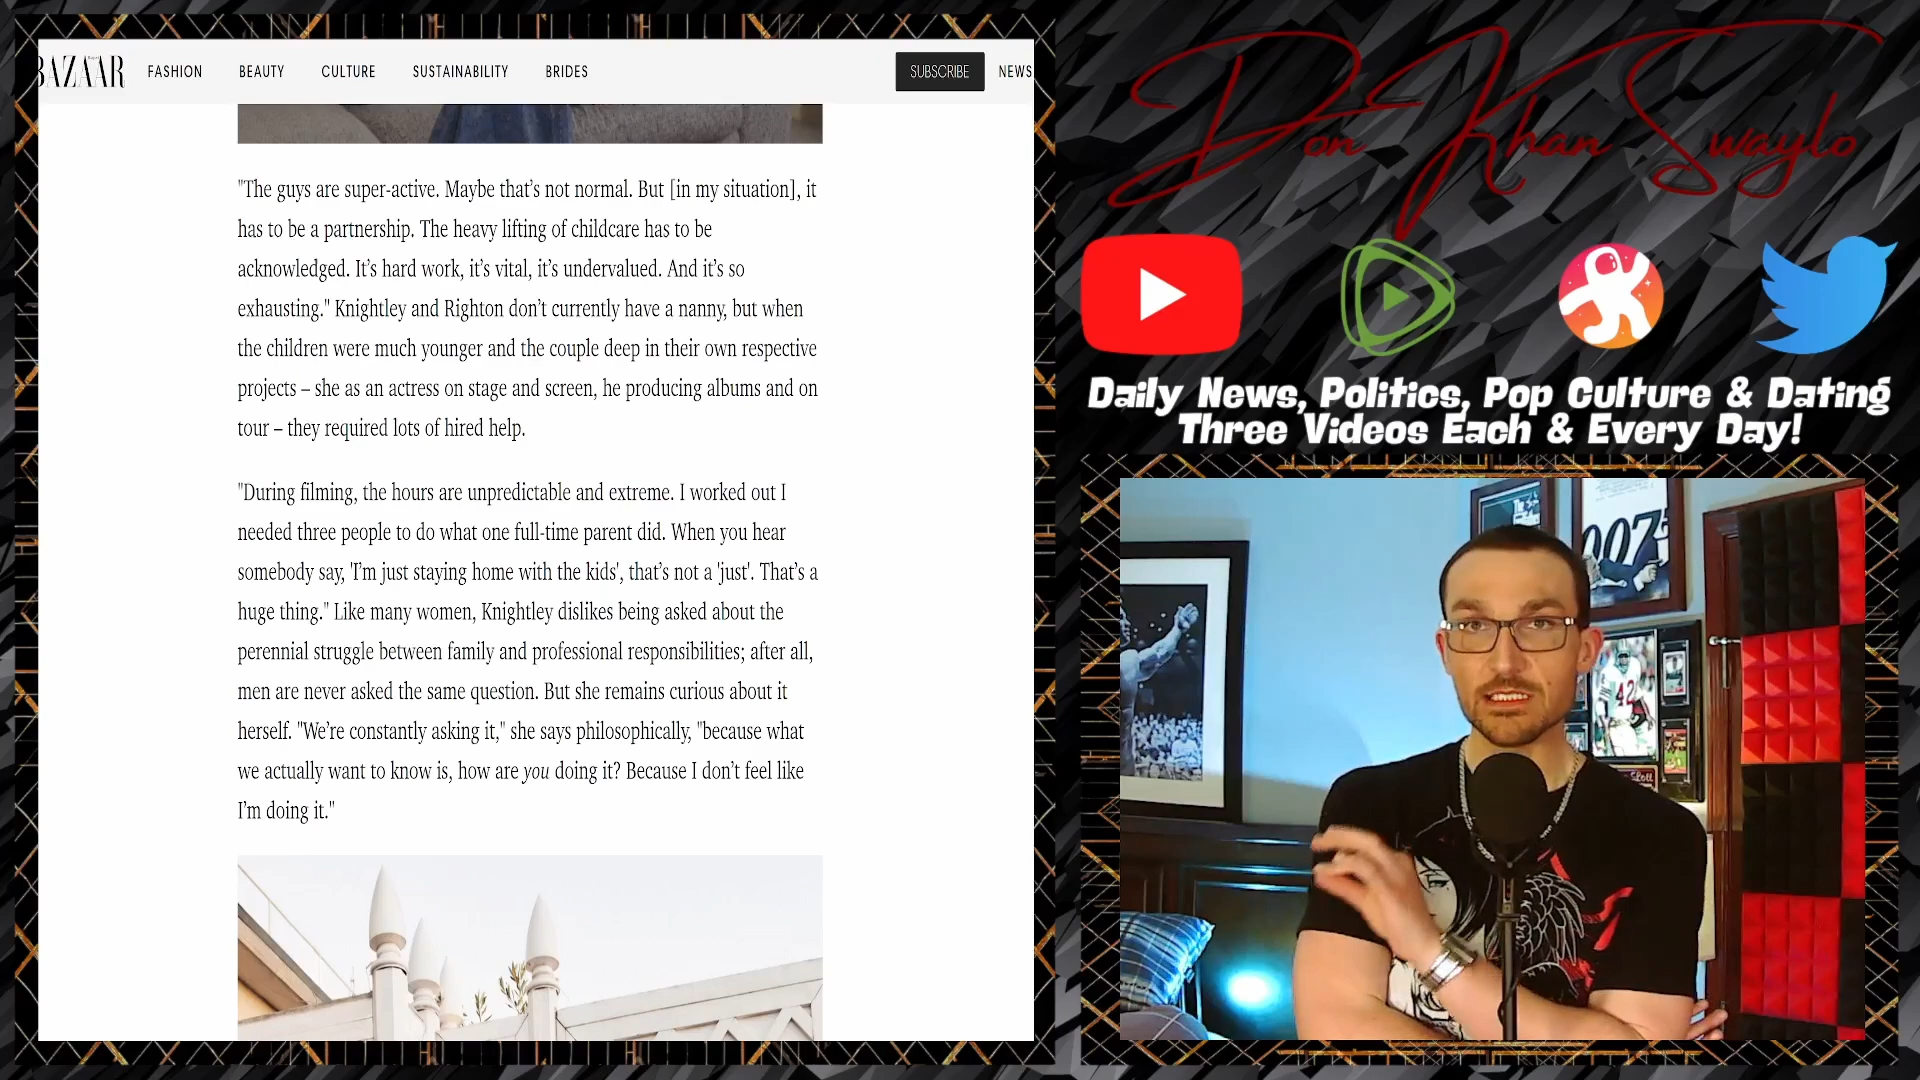 BAZAAR
FASHION
BEAUTY
CULTURE
SUSTAINABILITY
BRIDES
SUBSCRIBE
NEWS
"The guys are super-active. Maybe that’s not normal. But [in my situation], it
has to be a partnership. The heavy lifting of childcare has to be
acknowledged. It’s hard work, it’s vital, it’s undervalued. And it’s so
exhausting." Knightley and Righton don’t currently have a nanny, but when
the children were much younger and the couple deep in their own respective
projects – she as an actress on stage and screen, he producing albums and on
tour – they required lots of hired help.
"During filming, the hours are unpredictable and extreme. I worked out I
needed three people to do what one full-time parent did. When you hear
somebody say, 'I’m just staying home with the kids', that’s not a 'just'. That’s a
huge thing." Like many women, Knightley dislikes being asked about the
perennial struggle between family and professional responsibilities; after all,
men are never asked the same question. But she remains curious about it
herself. "We’re constantly asking it," she says philosophically, "because what
we actually want to know is, how are you doing it? Because I don’t feel like
I’m doing it."
Don Khan Swaylo
Daily News, Politics, Pop Culture & Dating
Three Videos Each & Every Day!
007
42